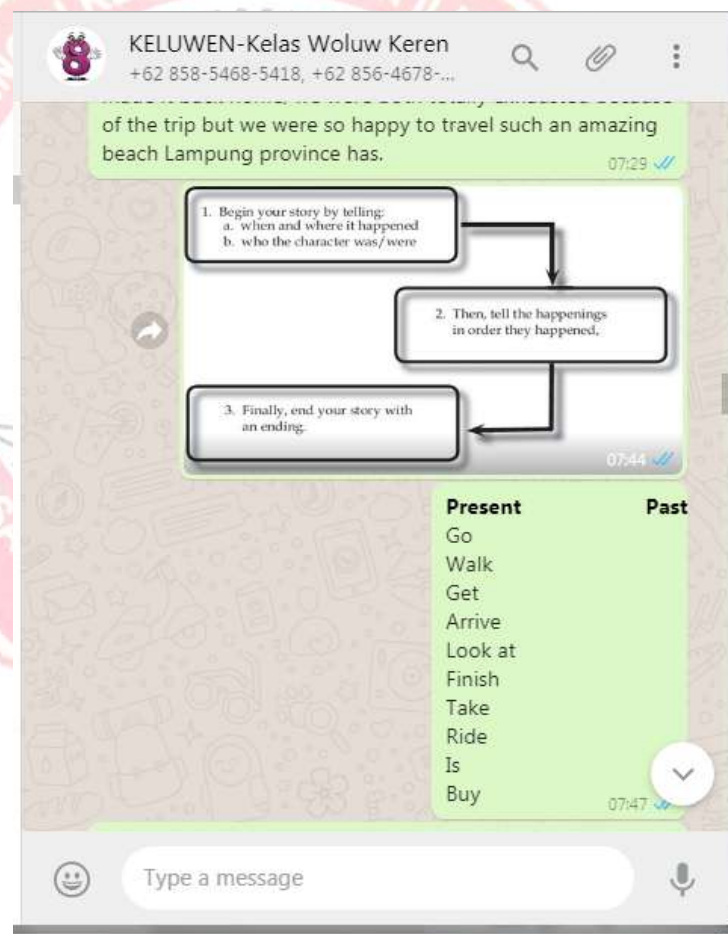 KELUWEN-Kelas Woluw Keren
+62 858-5468-5418, +62 856-4678-...
of the trip but we were so happy to travel such an amazing
beach Lampung province has.
07:29
1. Begin your story by telling:
a. when and where it happened
b. who the character was/were
2. Then, tell the happenings
in order they happened,
3. Finally, end your story with
an ending.
07:44
Present Past
Go
Walk
Get
Arrive
Look at
Finish
Take
Ride
Is
Buy
07:47
Type a message